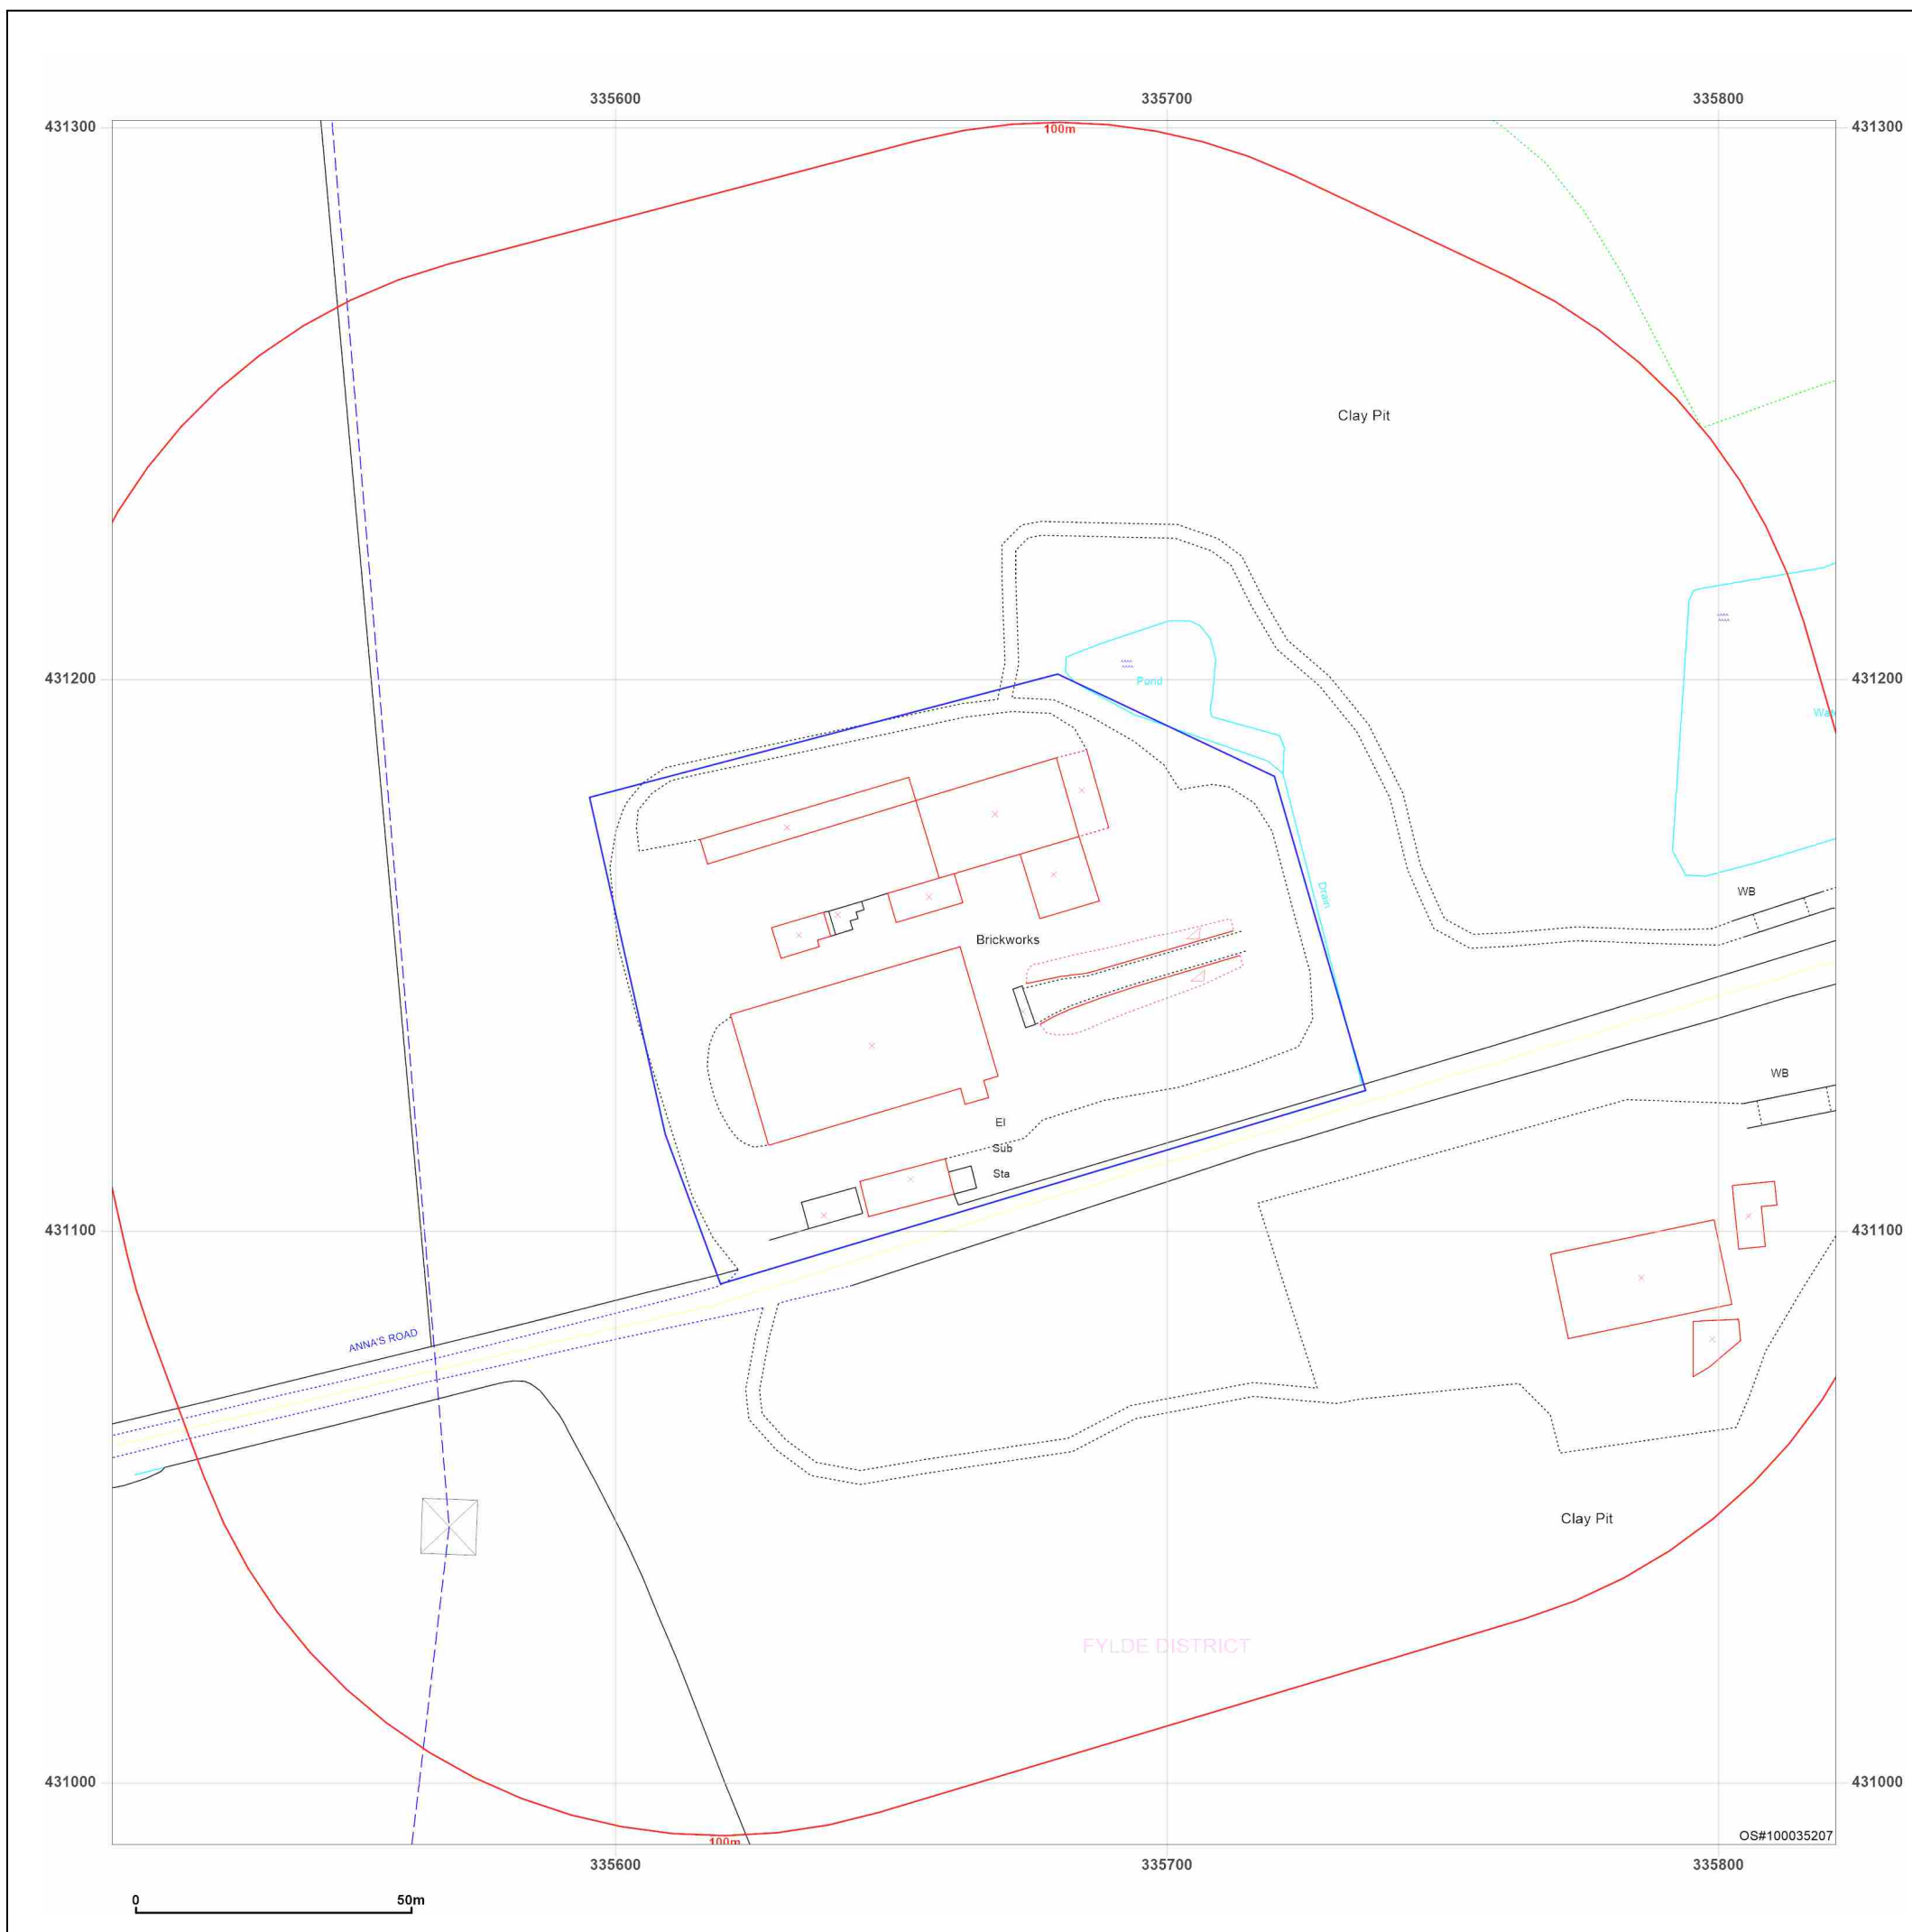 335600
335700
335800
431300
431300
100m
Clay Pit
431200
431200
Pond
WB
Drain
Brickworks
WB
El
Sub
Sta
431100
431100
ANNA'S ROAD
Clay Pit
FYLDE DISTRICT
431000
431000
100m
OS#100035207
335600
335700
335800
0
50m